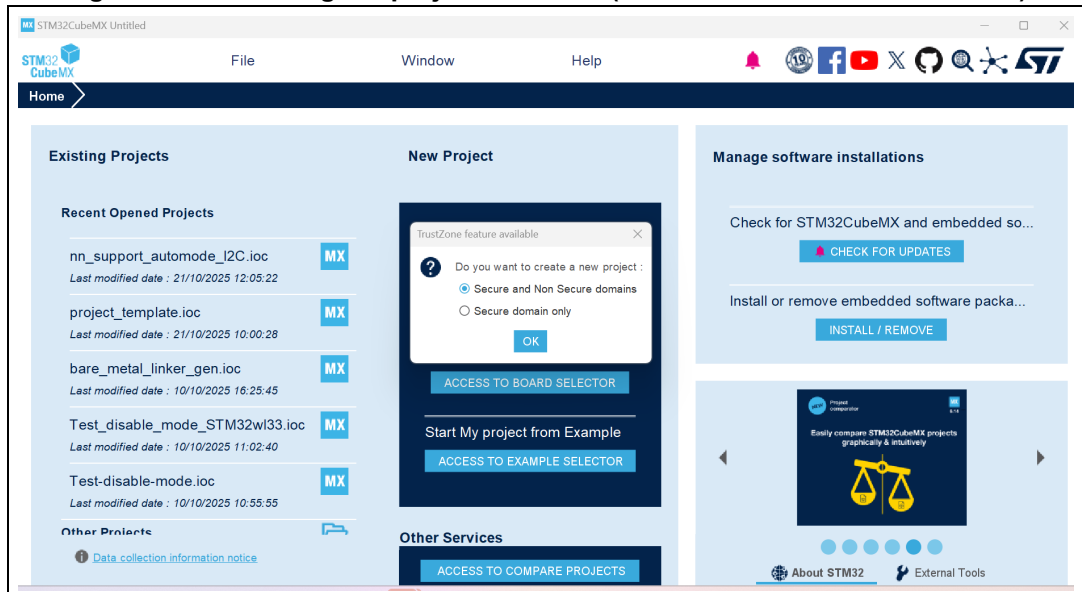 STM32CubeMX Untitled
STM32
CubeMX
File
Window
Help
Home
Existing Projects
Recent Opened Projects
nn_support_automode_I2C.ioc
MX
Last modified date : 21/10/2025 12:05:22
project_template.ioc
MX
Last modified date : 21/10/2025 10:00:28
bare_metal_linker_gen.ioc
MX
Last modified date : 10/10/2025 16:25:45
Test_disable_mode_STM32wl33.ioc
MX
Last modified date : 10/10/2025 11:02:40
Test-disable-mode.ioc
MX
Last modified date : 10/10/2025 10:55:55
Other Projects
Data collection information notice
New Project
TrustZone feature available
Do you want to create a new project :
Secure and Non Secure domains
Secure domain only
OK
ACCESS TO BOARD SELECTOR
Start My project from Example
ACCESS TO EXAMPLE SELECTOR
Other Services
ACCESS TO COMPARE PROJECTS
Manage software installations
Check for STM32CubeMX and embedded so...
CHECK FOR UPDATES
Install or remove embedded software packa...
INSTALL / REMOVE
NEW
Project
comparator
MX
Easily compare STM32CubeMX projects
graphically & intuitively
About STM32
External Tools